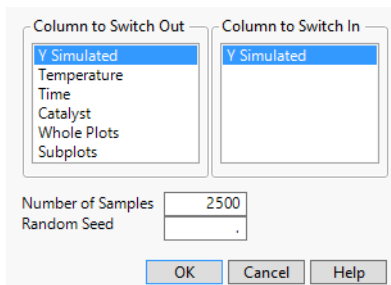 Column to Switch Out
Column to Switch In
Y Simulated
Temperature
Time
Catalyst
Whole Plots
Subplots
Y Simulated
Number of Samples 2500
Random Seed .
OK Cancel Help